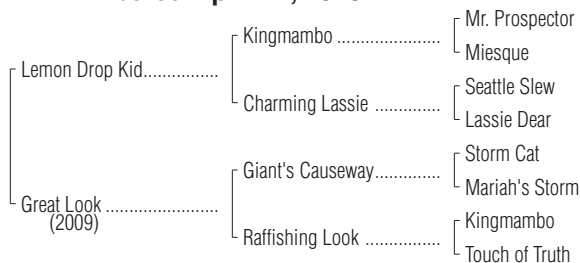 Kingmambo
Mr. Prospector
Miesque
Lemon Drop Kid
Charming Lassie
Seattle Slew
Lassie Dear
Giant's Causeway
Storm Cat
Mariah's Storm
Great Look
(2009)
Raffishing Look
Kingmambo
Touch of Truth